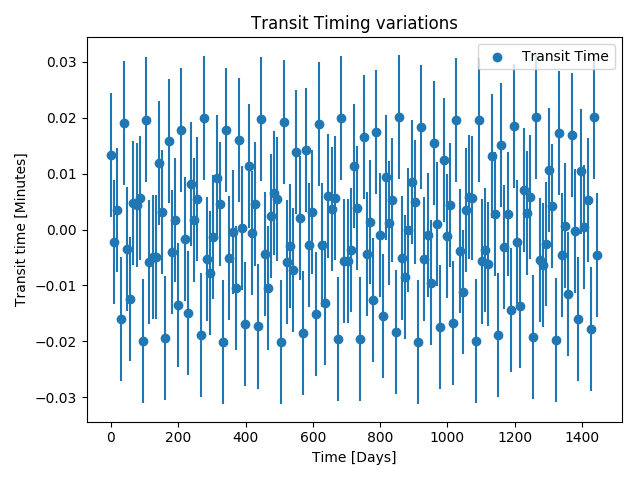 Transit Timing variations
Transit Time
0.03
0.02
0.01
0.00
−0.01
−0.02
−0.03
Transit time [Minutes]
0 200 400 600 800 1000 1200 1400
Time [Days]